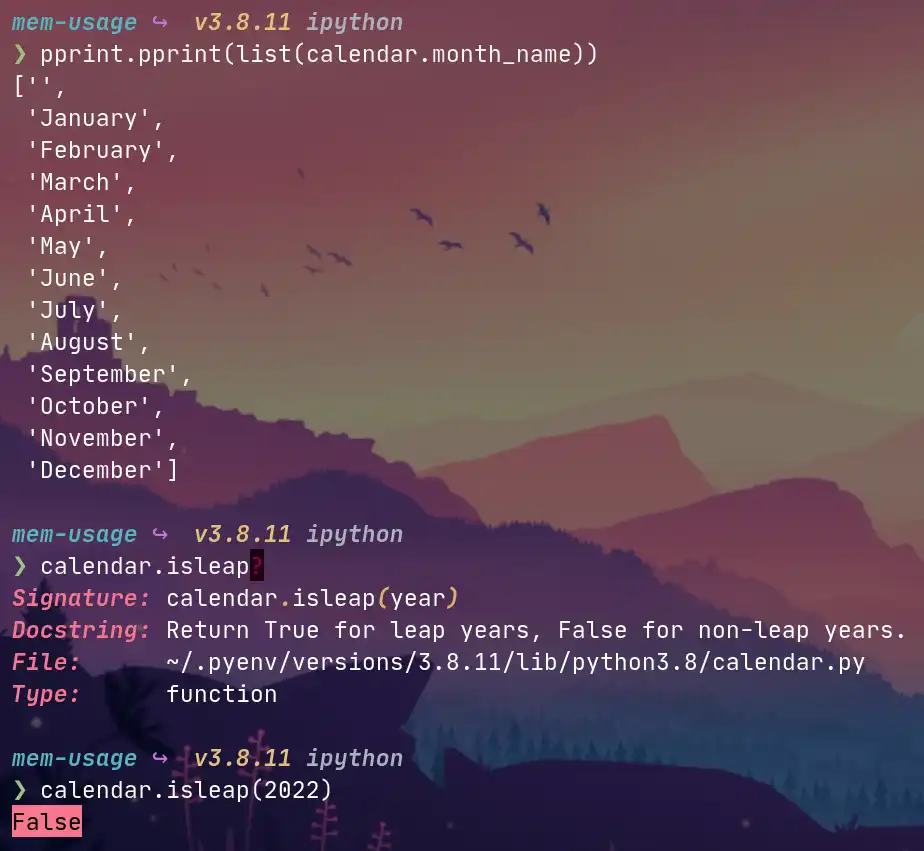 mem-usage ↪ v3.8.11 ipython
❯ pprint.pprint(list(calendar.month_name))
['',
 'January',
 'February',
 'March',
 'April',
 'May',
 'June',
 'July',
 'August',
 'September',
 'October',
 'November',
 'December']
mem-usage ↪ v3.8.11 ipython
❯ calendar.isleap?
Signature: calendar.isleap(year)
Docstring: Return True for leap years, False for non-leap years.
File:      ~/.pyenv/versions/3.8.11/lib/python3.8/calendar.py
Type:      function
mem-usage ↪ v3.8.11 ipython
❯ calendar.isleap(2022)
False